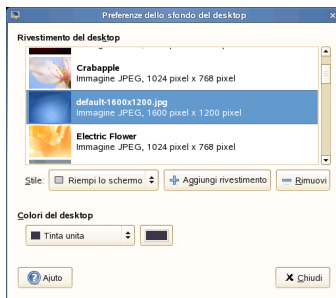 Preferenze dello sfondo del desktop
Rivestimento del desktop
Crabapple
Immagine JPEG, 1024 pixel x 768 pixel
default-1600x1200.jpg
Immagine JPEG, 1600 pixel x 1200 pixel
Electric Flower
Immagine JPEG, 1024 pixel x 768 pixel
Stile: Riempi lo schermo Aggiungi rivestimento Rimuovi
Colori del desktop
Tinta unita
Aiuto Chiudi